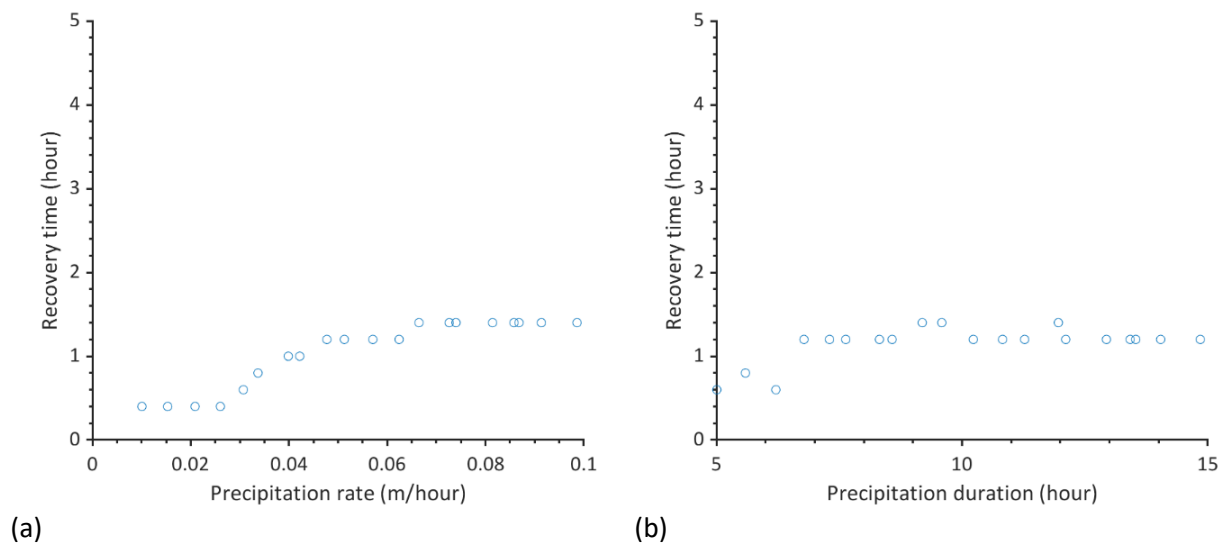 5
4
3
2
1
0
Recovery time (hour)
0 0.02 0.04 0.06 0.08 0.1
Precipitation rate (m/hour)
(a)
5
4
3
2
1
0
Recovery time (hour)
5 10 15
Precipitation duration (hour)
(b)